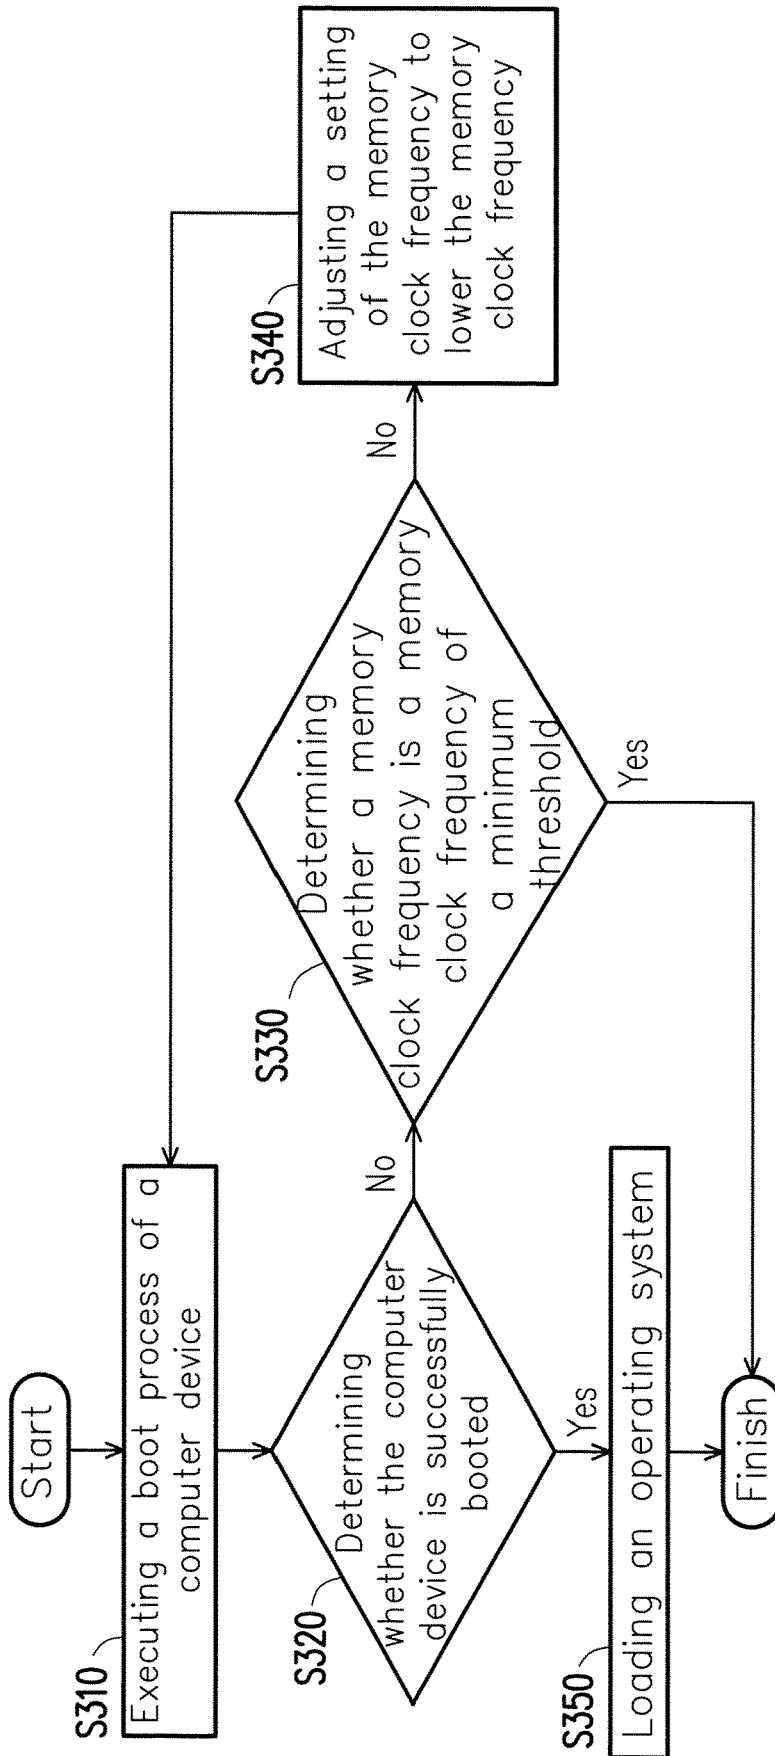 Start
S310
Executing a boot process of a
computer device
S320
Determining
whether the computer
device is successfully
booted
No
Yes
S330
Determining
whether a memory
clock frequency is a memory
clock frequency of
a minimum
threshold
No
Yes
S340
Adjusting a setting
of the memory
clock frequency to
lower the memory
clock frequency
S350
Loading an operating system
Finish